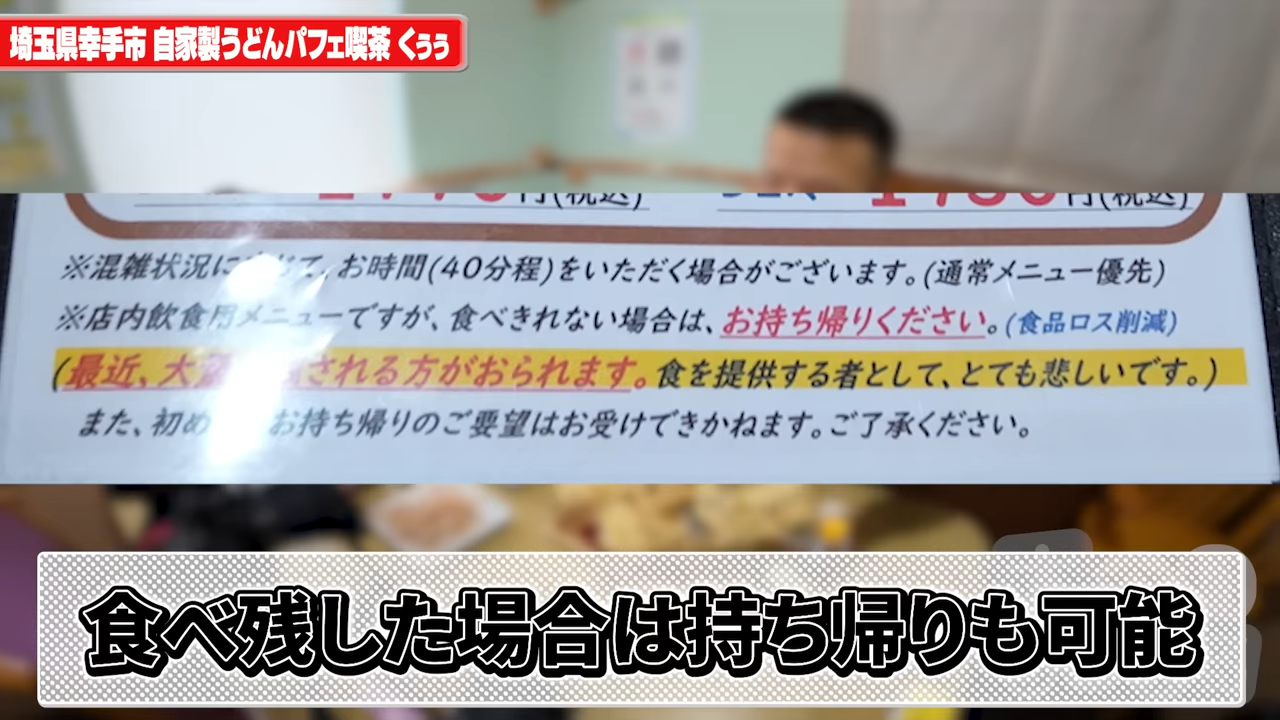 埼玉県幸手市 自家製うどんパフェ喫茶 くぅぅ
円(税込) 円(税込)
※混雑状況に て、お時間(40分程)をいただく場合がございます。(通常メニュー優先)
※店内飲食用メニューですが、食べきれない場合は、お持ち帰りください。(食品ロス削減)
(最近、大 される方がおられます。食を提供する者として、とても悲しいです。)
また、初め お持ち帰りのご要望はお受けできかねます。ご了承ください。
食べ残した場合は持ち帰りも可能